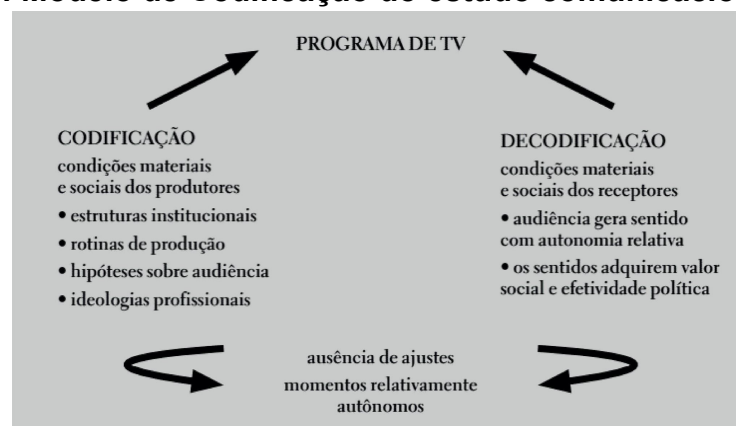 PROGRAMA DE TV
CODIFICAÇÃO
condições materiais
e sociais dos produtores
• estruturas institucionais
• rotinas de produção
• hipóteses sobre audiência
• ideologias profissionais
DECODIFICAÇÃO
condições materiais
e sociais dos receptores
• audiência gera sentido
com autonomia relativa
• os sentidos adquirem valor
social e efetividade política
ausência de ajustes
momentos relativamente
autônomos